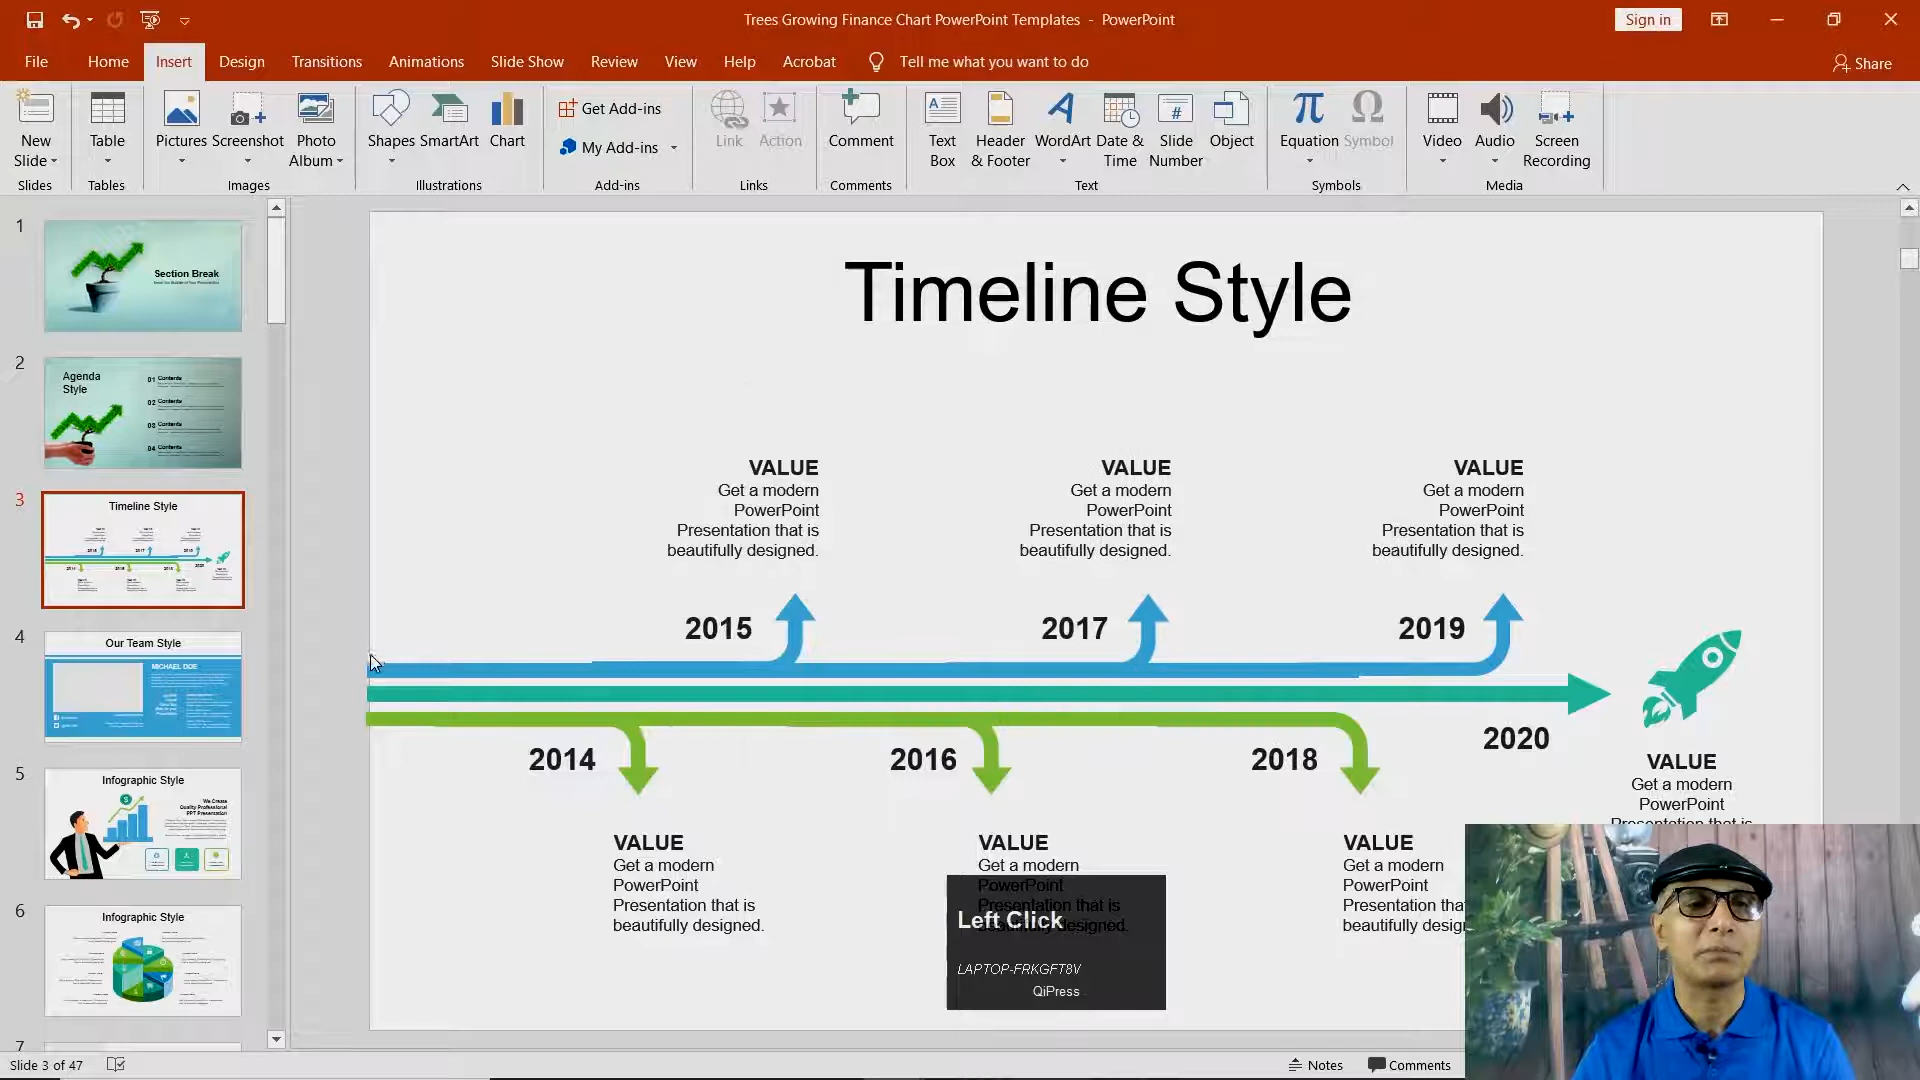 Trees Growing Finance Chart PowerPoint Templates - PowerPoint
Sign in
File
Home
Insert
Design
Transitions
Animations
Slide Show
Review
View
Help
Acrobat
Tell me what you want to do
Share
New
Slide
Slides
Table
Tables
Pictures
Screenshot
Photo
Album
Images
Shapes
SmartArt
Chart
Illustrations
Get Add-ins
My Add-ins
Add-ins
Link
Action
Links
Comment
Comments
Text
Box
Header
& Footer
WordArt
Date &
Time
Slide
Number
Object
Text
Equation
Symbol
Symbols
Video
Audio
Screen
Recording
Media
1
Section Break
2
Agenda
Style
01 Contents
02 Contents
03 Contents
04 Contents
3
Timeline Style
4
Our Team Style
MICHAEL DOE
5
Infographic Style
We Create
Quality Professional
PPT Presentation
6
Infographic Style
7
Timeline Style
VALUE
Get a modern
PowerPoint
Presentation that is
beautifully designed.
VALUE
Get a modern
PowerPoint
Presentation that is
beautifully designed.
VALUE
Get a modern
PowerPoint
Presentation that is
beautifully designed.
2015
2017
2019
2014
2016
2018
2020
VALUE
Get a modern
PowerPoint
Presentation that is
VALUE
Get a modern
PowerPoint
Presentation that is
beautifully designed.
VALUE
Get a modern
PowerPoint
Presentation that is
beautifully designed.
VALUE
Get a modern
PowerPoint
Presentation tha
beautifully desig
Left Click
LAPTOP-FRKGFT8V
QiPress
Slide 3 of 47
Notes
Comments